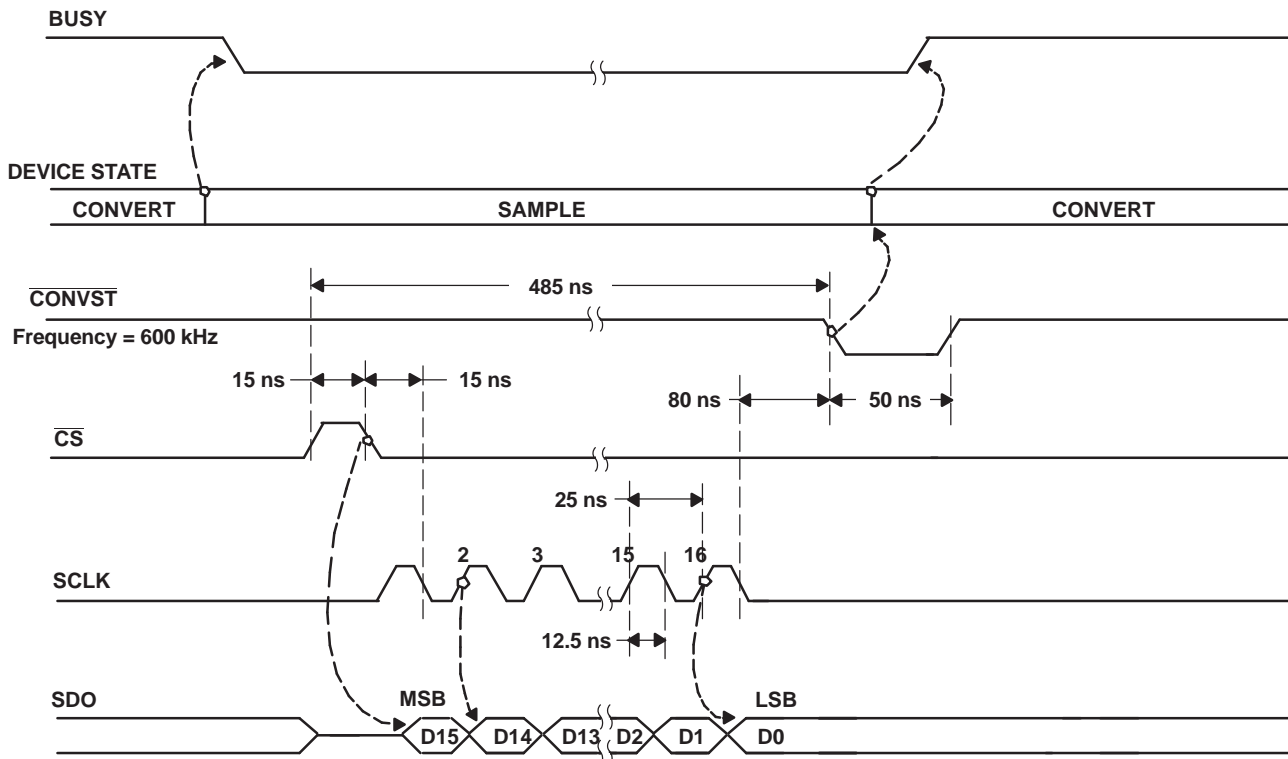 BUSY
DEVICE STATE
CONVERT SAMPLE CONVERT
485 ns
CONVST
Frequency = 600 kHz
15 ns 15 ns
80 ns 50 ns
CS
25 ns
2 3 15 16
SCLK
12.5 ns
SDO MSB LSB
D15 D14 D13 D2 D1 D0